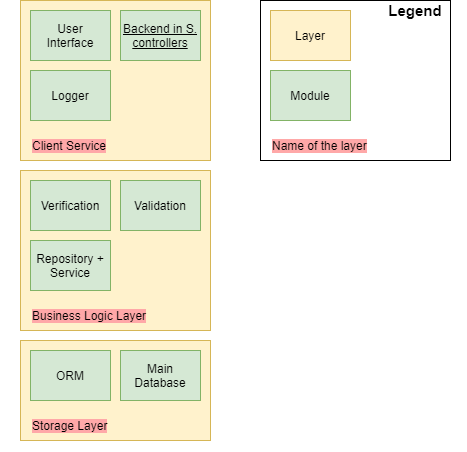 User
Interface
Backend in S.
controllers
Logger
Client Service
Legend
Layer
Module
Name of the layer
Verification
Validation
Repository +
Service
Business Logic Layer
ORM
Main
Database
Storage Layer